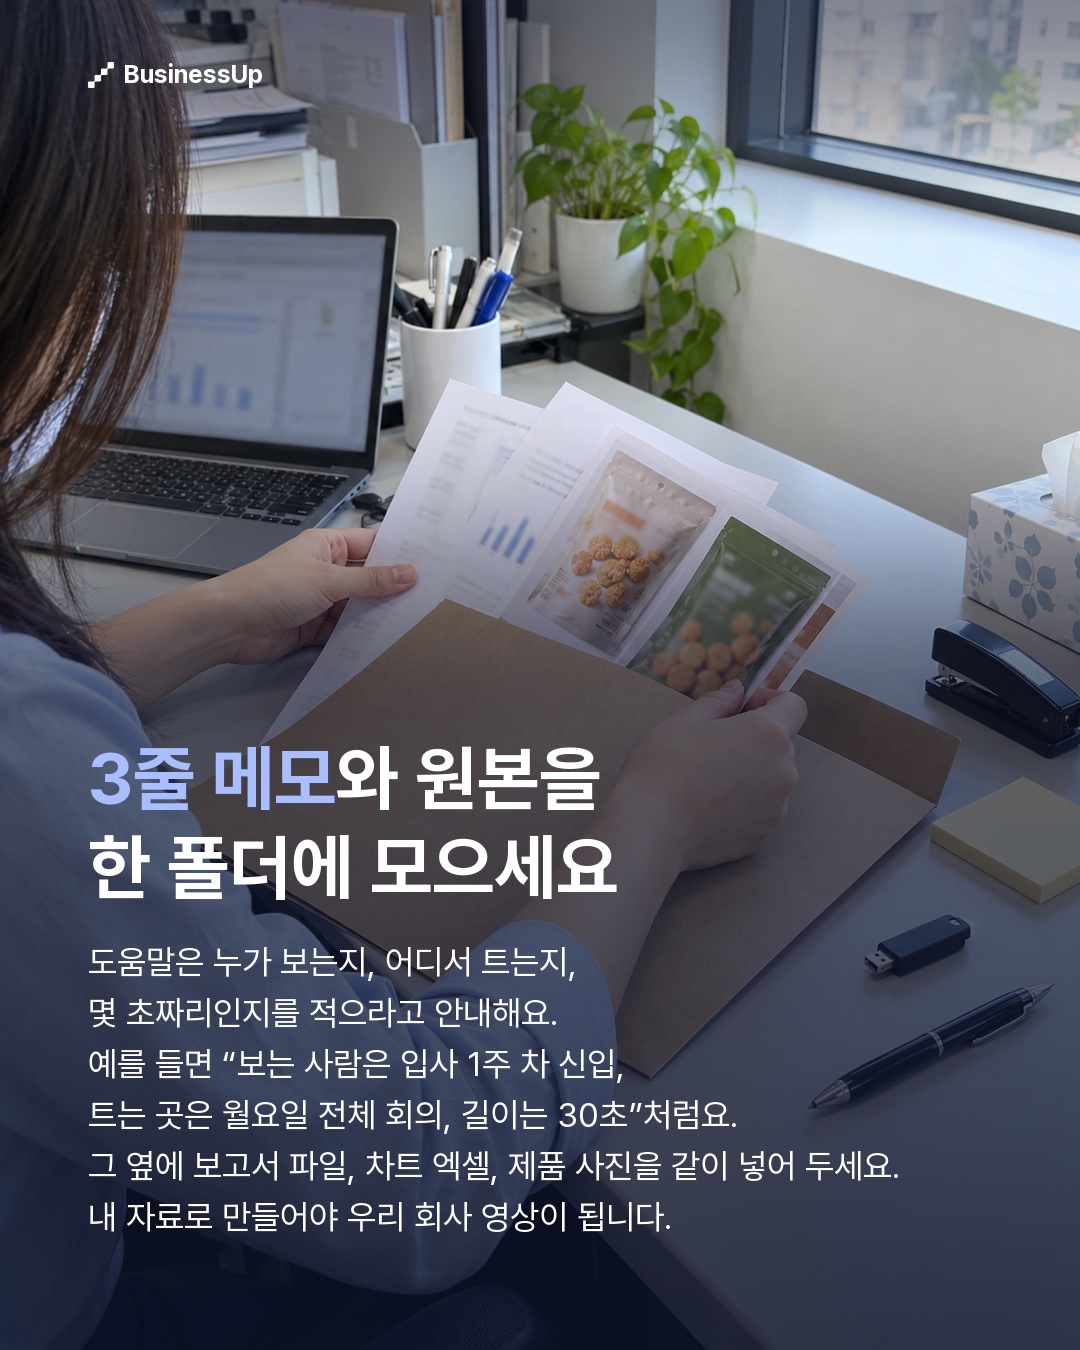 BusinessUp
3줄 메모와 원본을
한 폴더에 모으세요
도움말은 누가 보는지, 어디서 트는지,
몇 초짜리인지를 적으라고 안내해요.
예를 들면 “보는 사람은 입사 1주 차 신입,
트는 곳은 월요일 전체 회의, 길이는 30초”처럼요.
그 옆에 보고서 파일, 차트 엑셀, 제품 사진을 같이 넣어 두세요.
내 자료로 만들어야 우리 회사 영상이 됩니다.